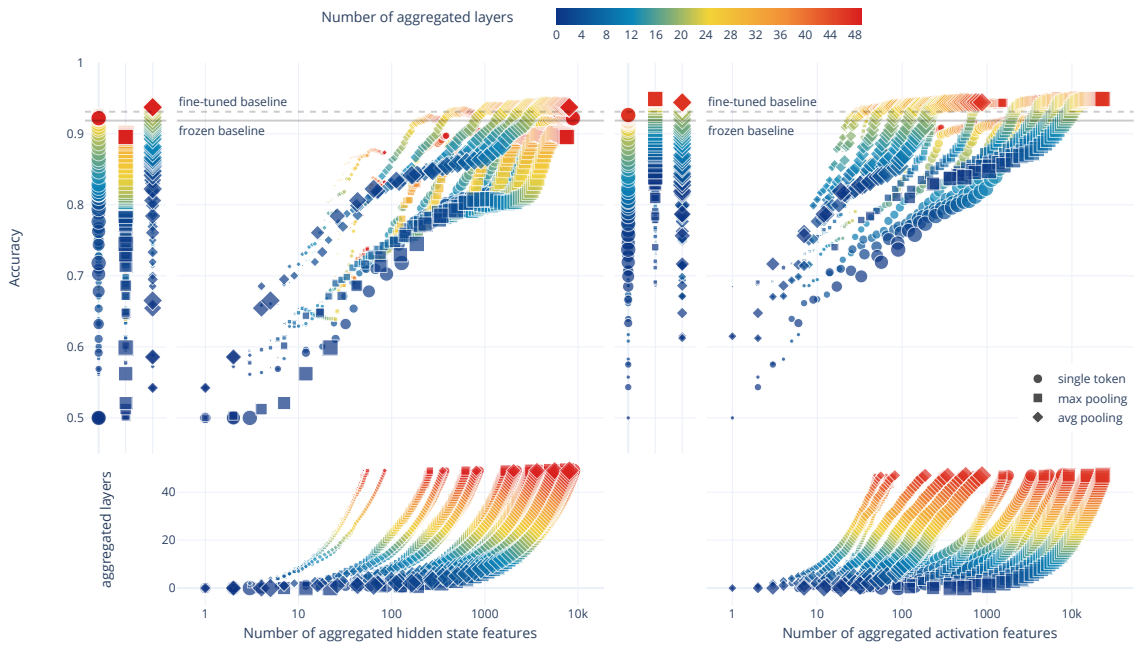 Number of aggregated layers
0 4 8 12 16 20 24 28 32 36 40 44 48
1
0.9
0.8
0.7
0.6
0.5
Accuracy
fine-tuned baseline
frozen baseline
fine-tuned baseline
frozen baseline
single token
max pooling
avg pooling
aggregated layers
40
20
0
1 10 100 1000 10k
Number of aggregated hidden state features
1 10 100 1000 10k
Number of aggregated activation features